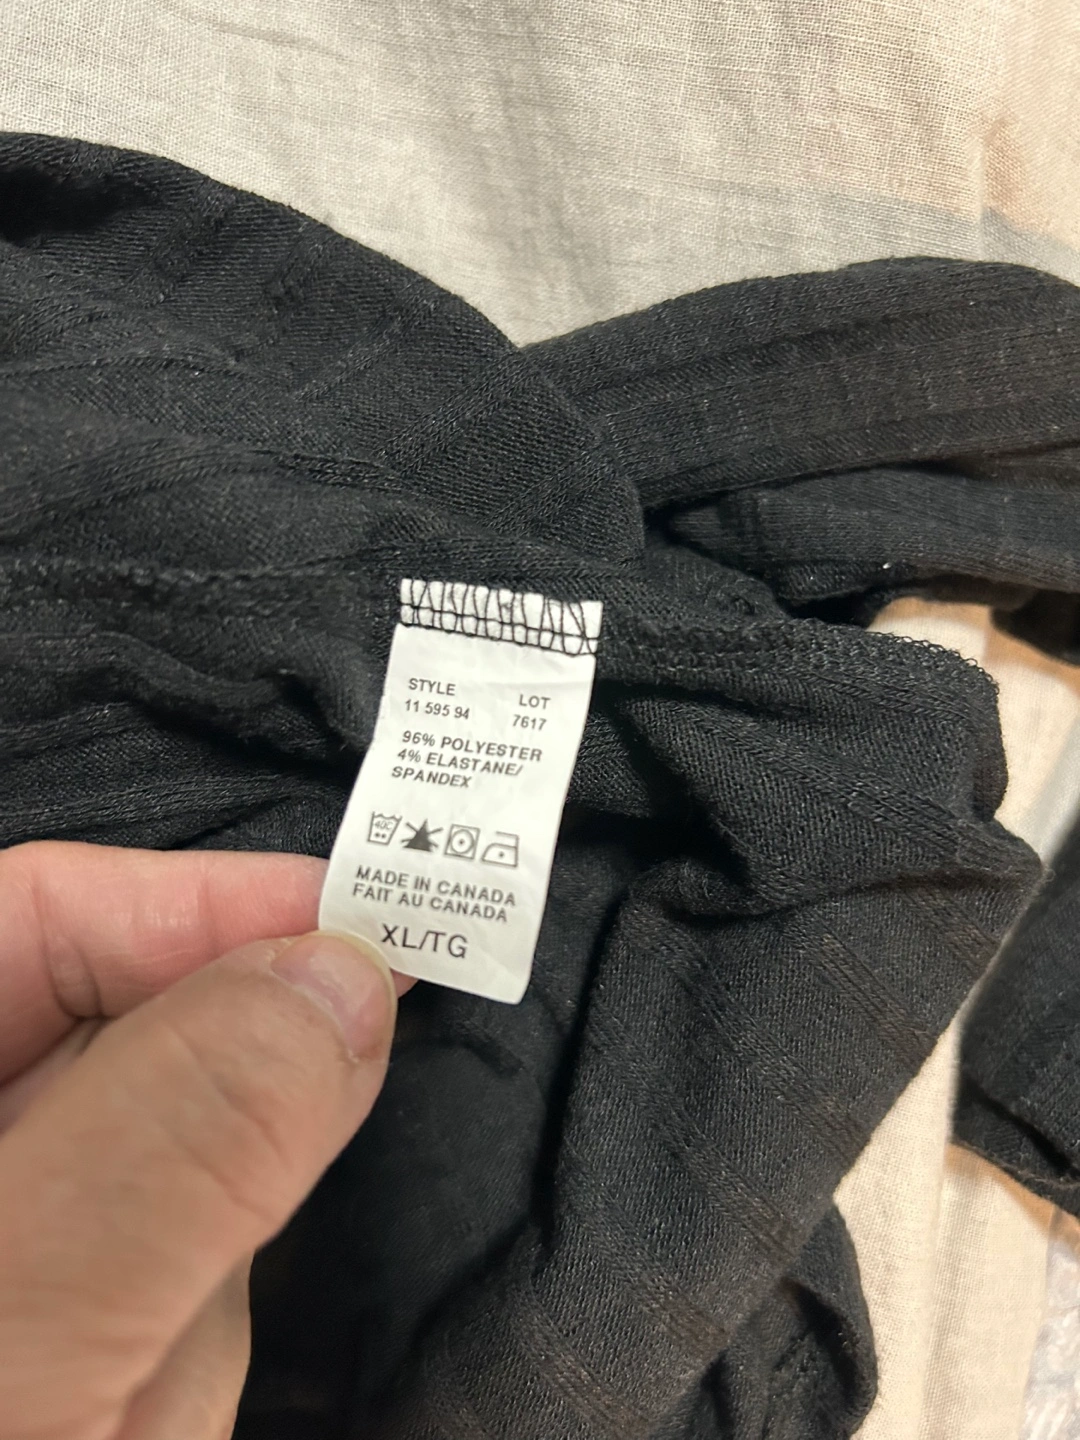 STYLE LOT
11 595 94 7617
96% POLYESTER
4% ELASTANE/
SPANDEX
40C
MADE IN CANADA
FAIT AU CANADA
XL/TG